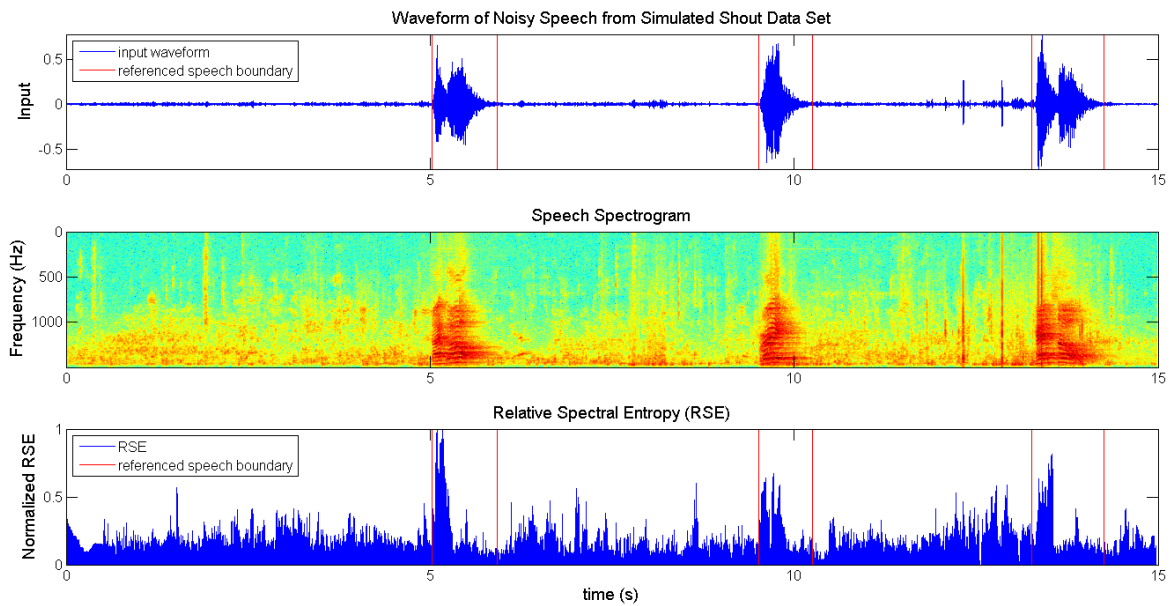 Waveform of Noisy Speech from Simulated Shout Data Set
input waveform
referenced speech boundary
Input
0.5
0
-0.5
0 5 10 15
Speech Spectrogram
Frequency (Hz)
0
500
1000
0 5 10 15
Relative Spectral Entropy (RSE)
RSE
referenced speech boundary
Normalized RSE
1
0.5
0
0 5 10 15
time (s)